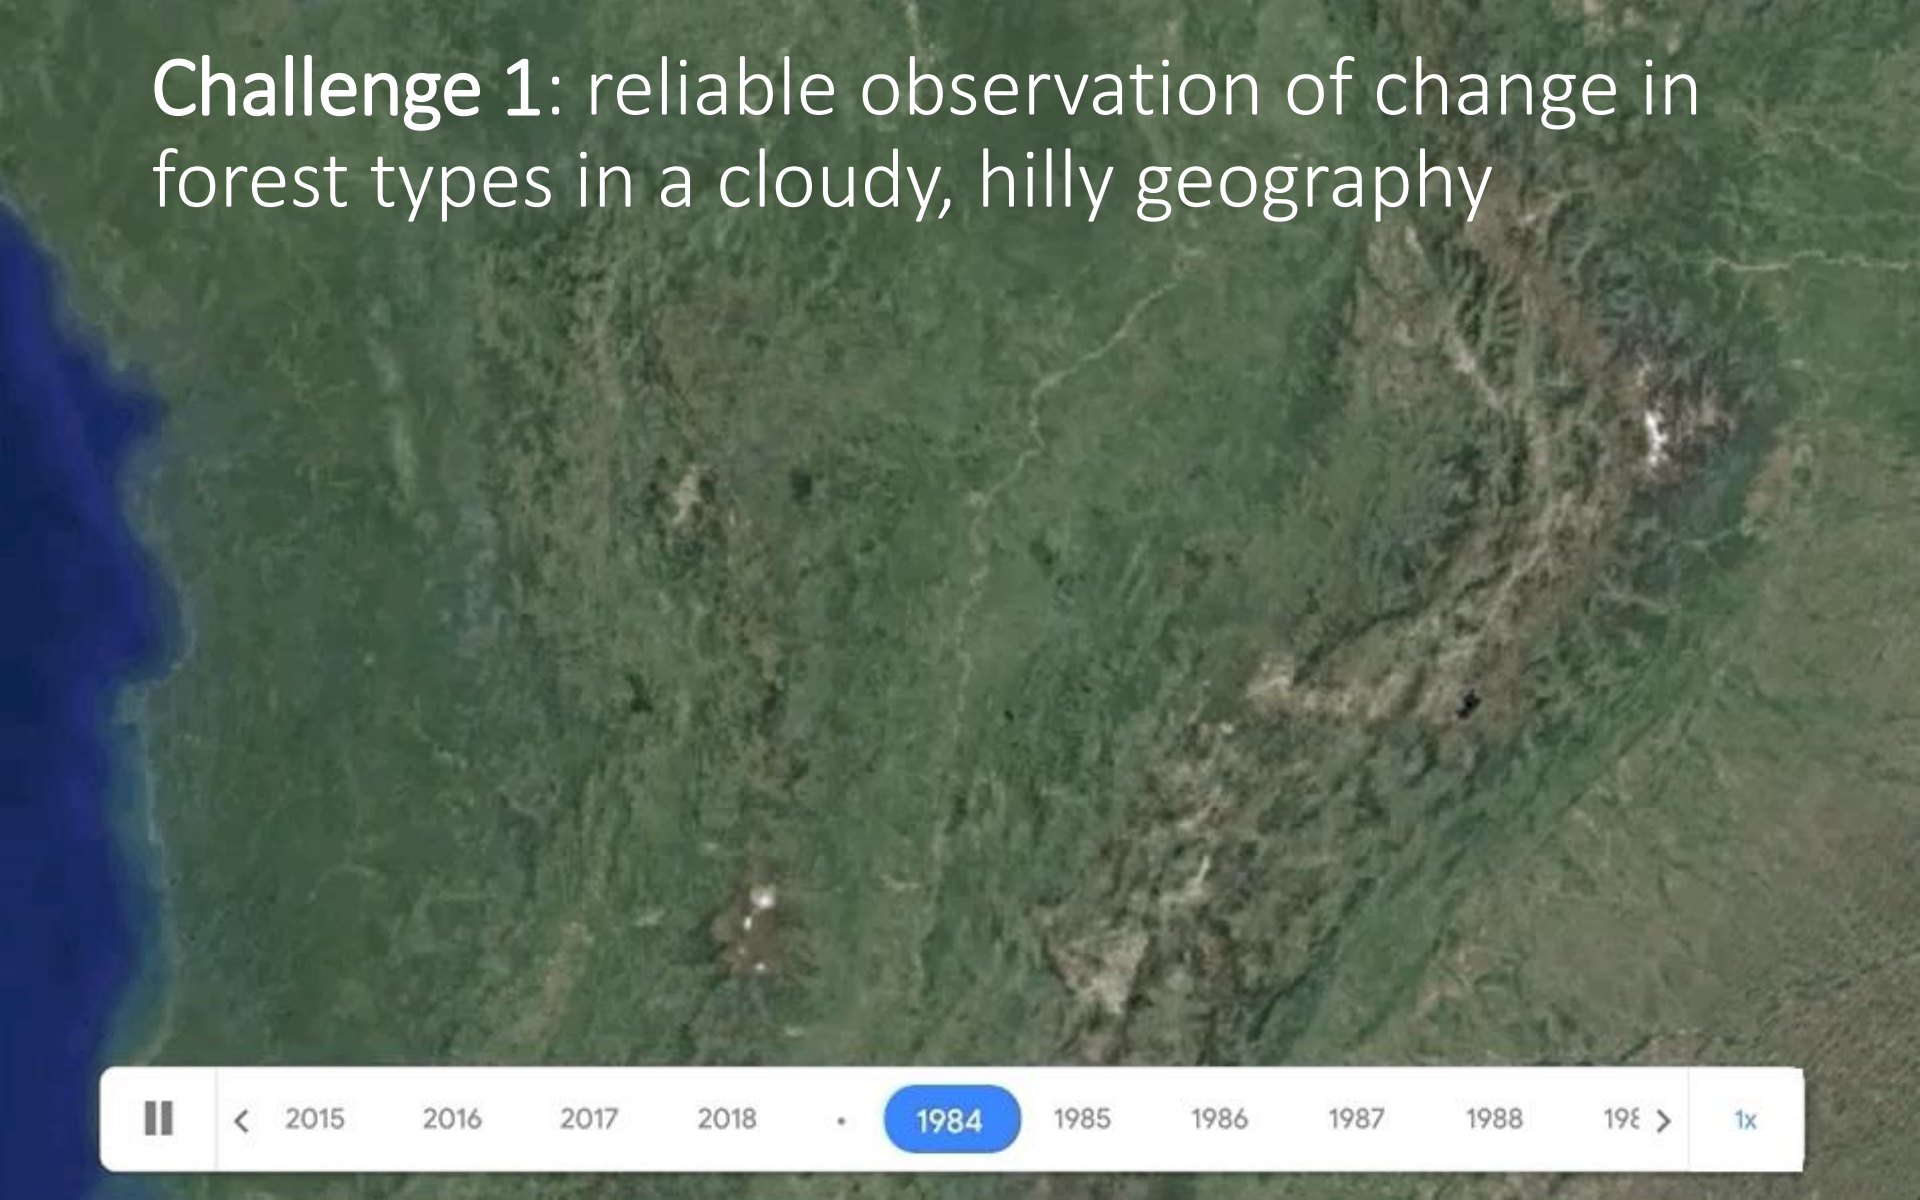 Challenge 1: reliable observation of change in
forest types in a cloudy, hilly geography
2015 2016 2017 2018 • 1984 1985 1986 1987 1988 1x